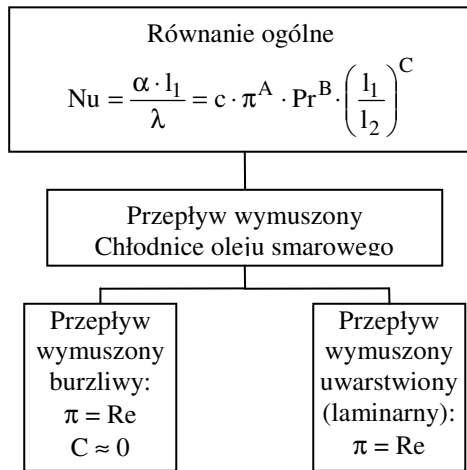 Równanie ogólne
Nu = α · l₁ / λ = c · π^A · Pr^B · (l₁ / l₂)^C
Przepływ wymuszony
Chłodnice oleju smarowego
Przepływ
wymuszony
burzliwy:
π = Re
C ≈ 0
Przepływ
wymuszony
uwarstwiony
(laminarny):
π = Re